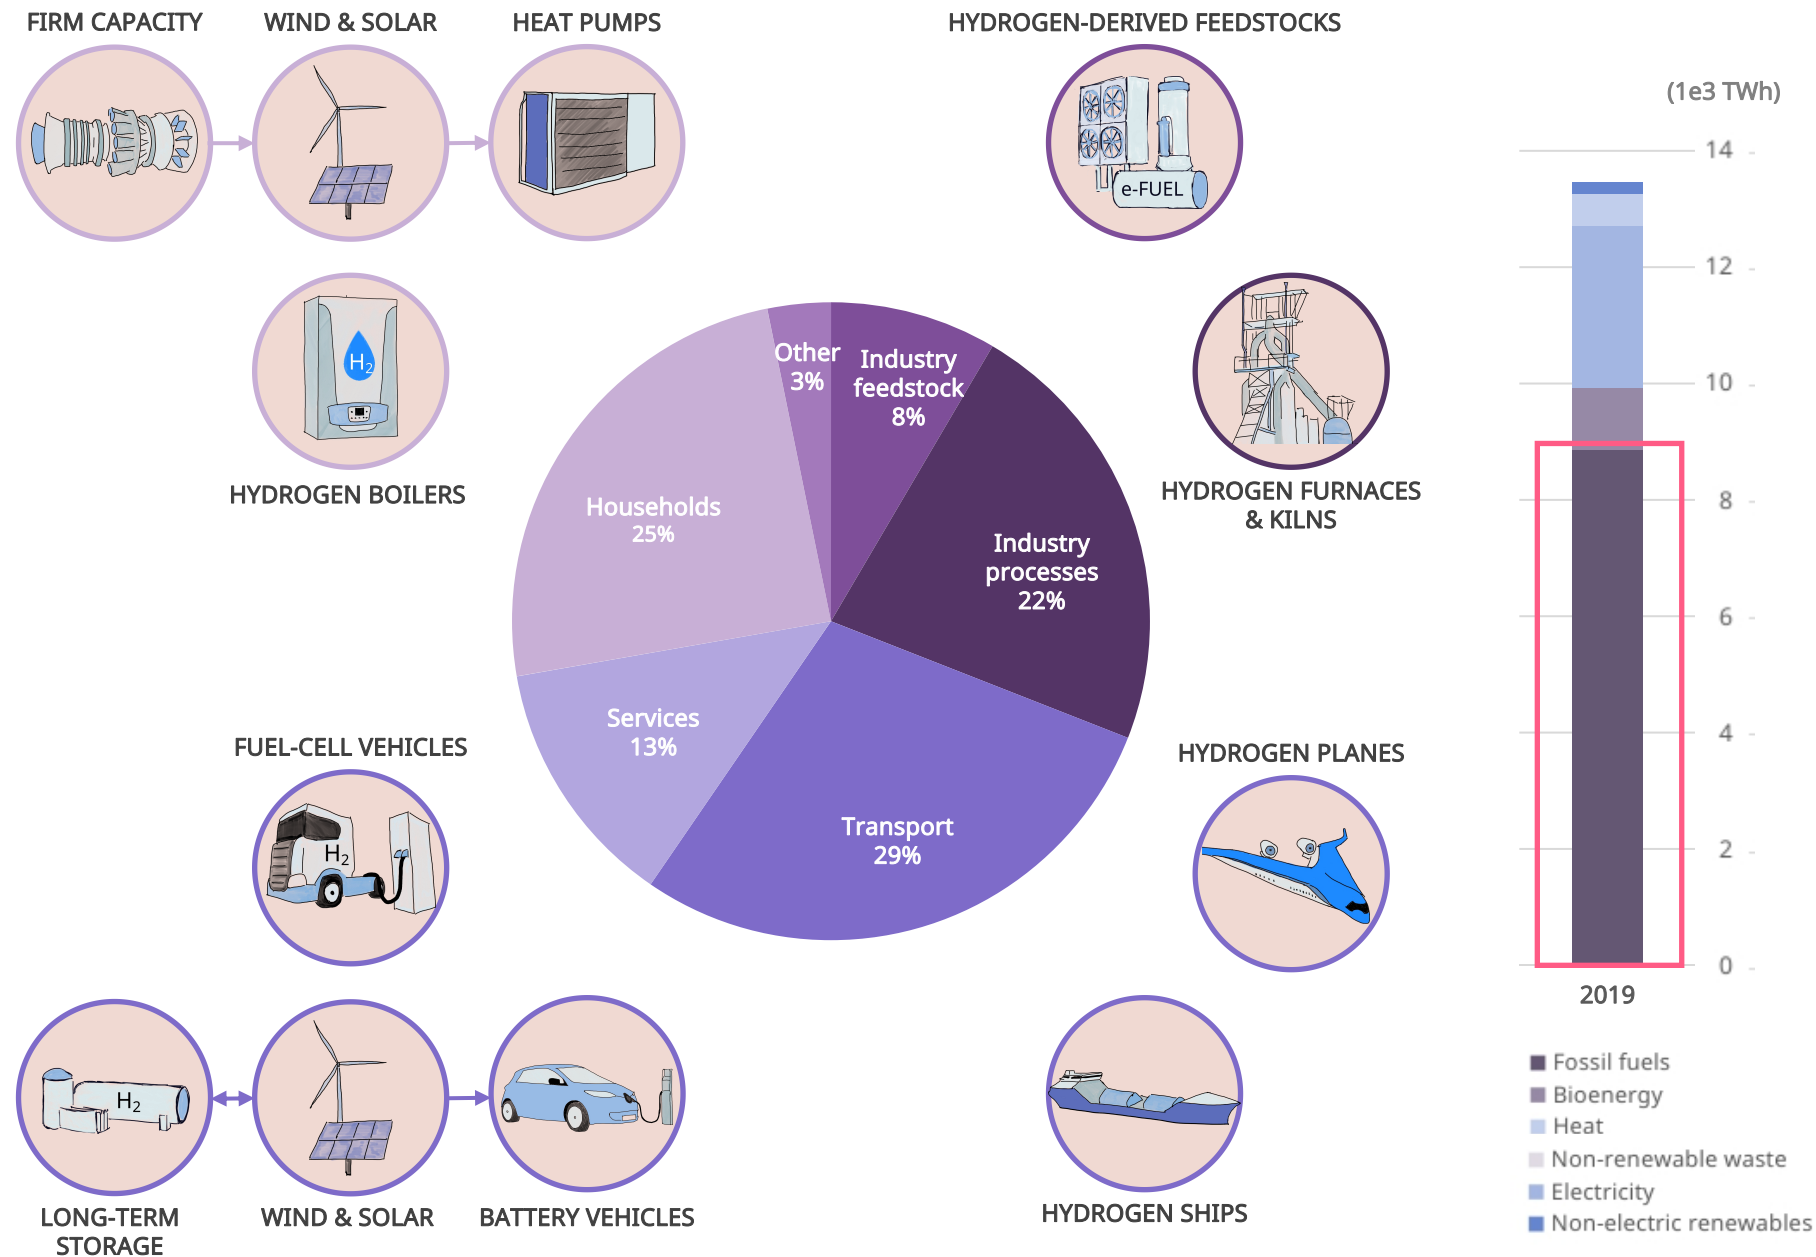 FIRM CAPACITY
WIND & SOLAR
HEAT PUMPS
HYDROGEN-DERIVED FEEDSTOCKS
e-FUEL
H₂
HYDROGEN BOILERS
HYDROGEN FURNACES
& KILNS
Other
3%
Industry
feedstock
8%
Households
25%
Industry
processes
22%
Services
13%
Transport
29%
FUEL-CELL VEHICLES
H₂
HYDROGEN PLANES
H₂
LONG-TERM
STORAGE
WIND & SOLAR
BATTERY VEHICLES
HYDROGEN SHIPS
(1e3 TWh)
14
12
10
8
6
4
2
0
2019
Fossil fuels
Bioenergy
Heat
Non-renewable waste
Electricity
Non-electric renewables